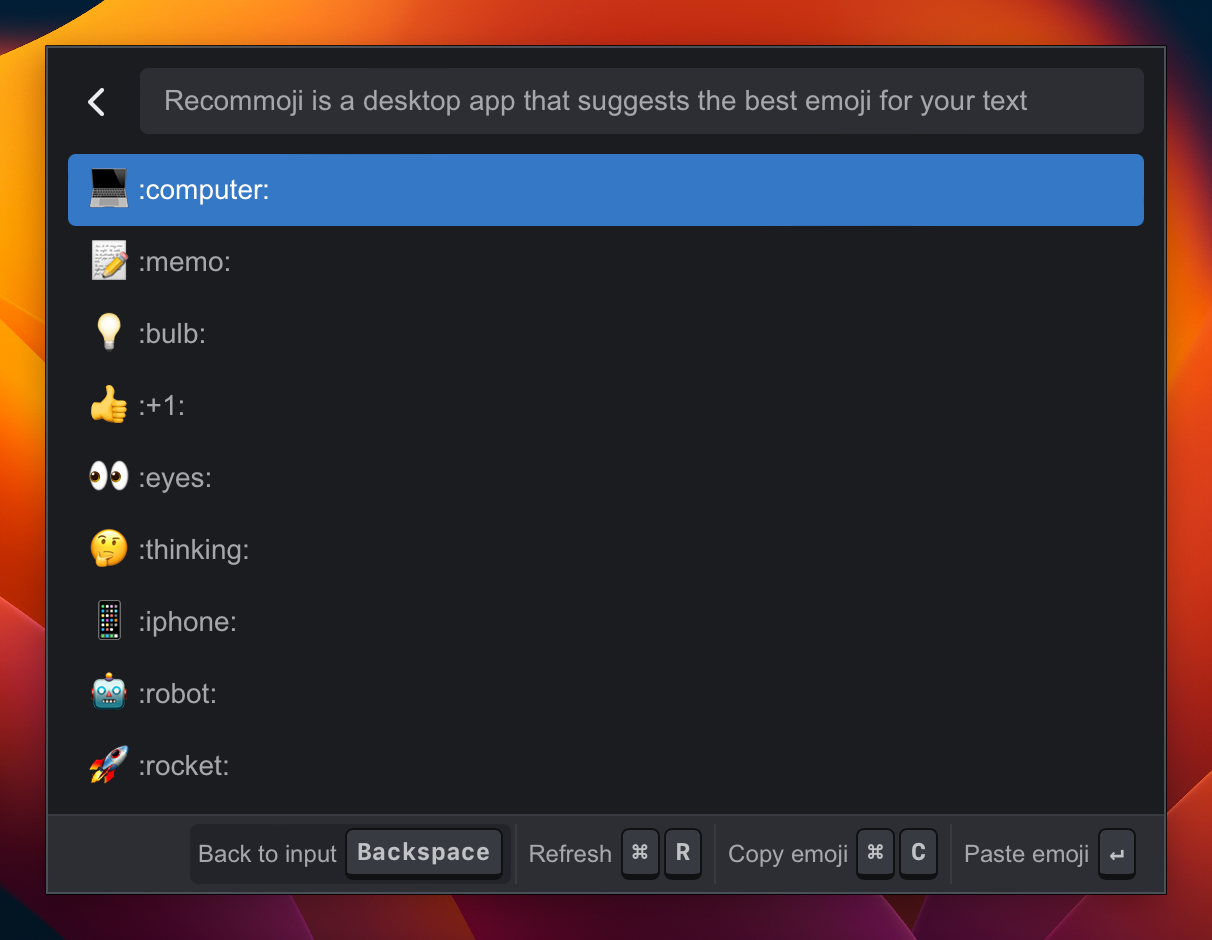 Recommoji is a desktop app that suggests the best emoji for your text
:computer:
:memo:
:bulb:
:+1:
:eyes:
:thinking:
:iphone:
:robot:
:rocket:
Back to input Backspace Refresh ⌘ R Copy emoji ⌘ C Paste emoji ↵